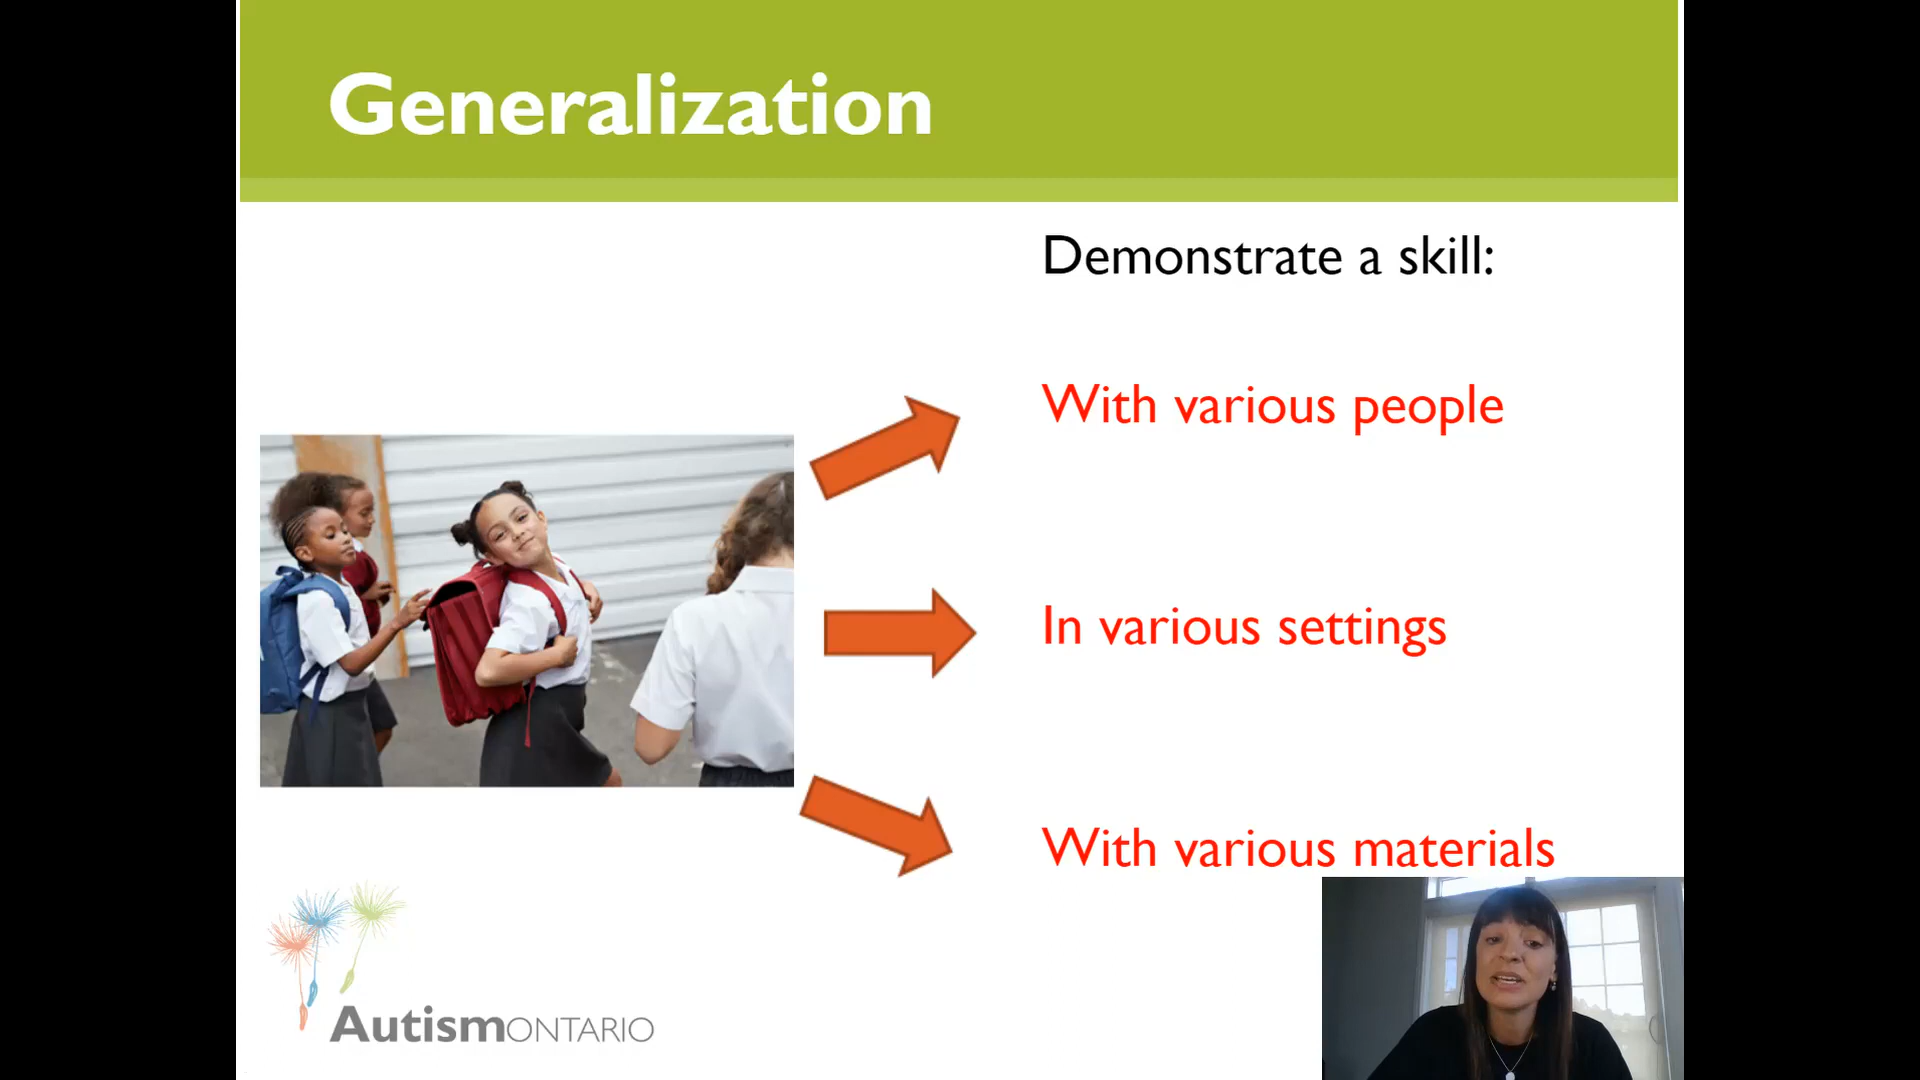 Generalization
Demonstrate a skill:
With various people
In various settings
With various materials
AutismONTARIO